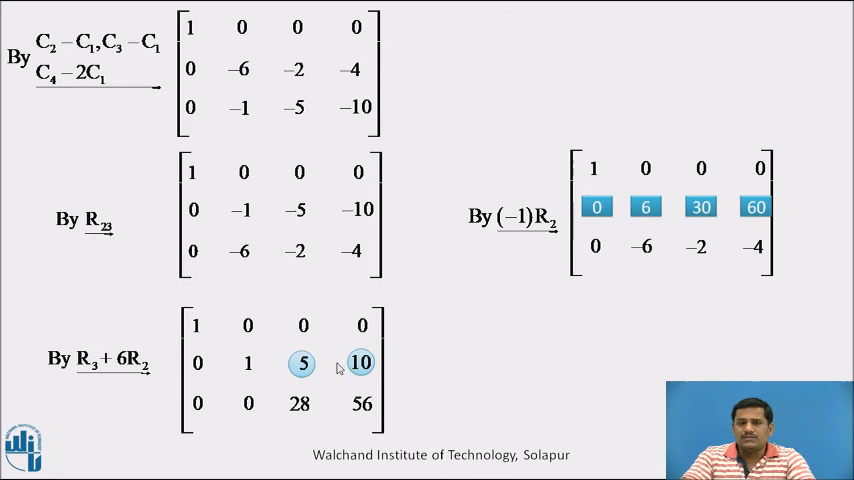 By C₂ – C₁, C₃ – C₁
C₄ – 2C₁
1 0 0 0
0 –6 –2 –4
0 –1 –5 –10
By R₂₃
1 0 0 0
0 –1 –5 –10
0 –6 –2 –4
By (–1)R₂
1 0 0 0
0 6 30 60
0 –6 –2 –4
By R₃ + 6R₂
1 0 0 0
0 1 5 10
0 0 28 56
Walchand Institute of Technology, Solapur